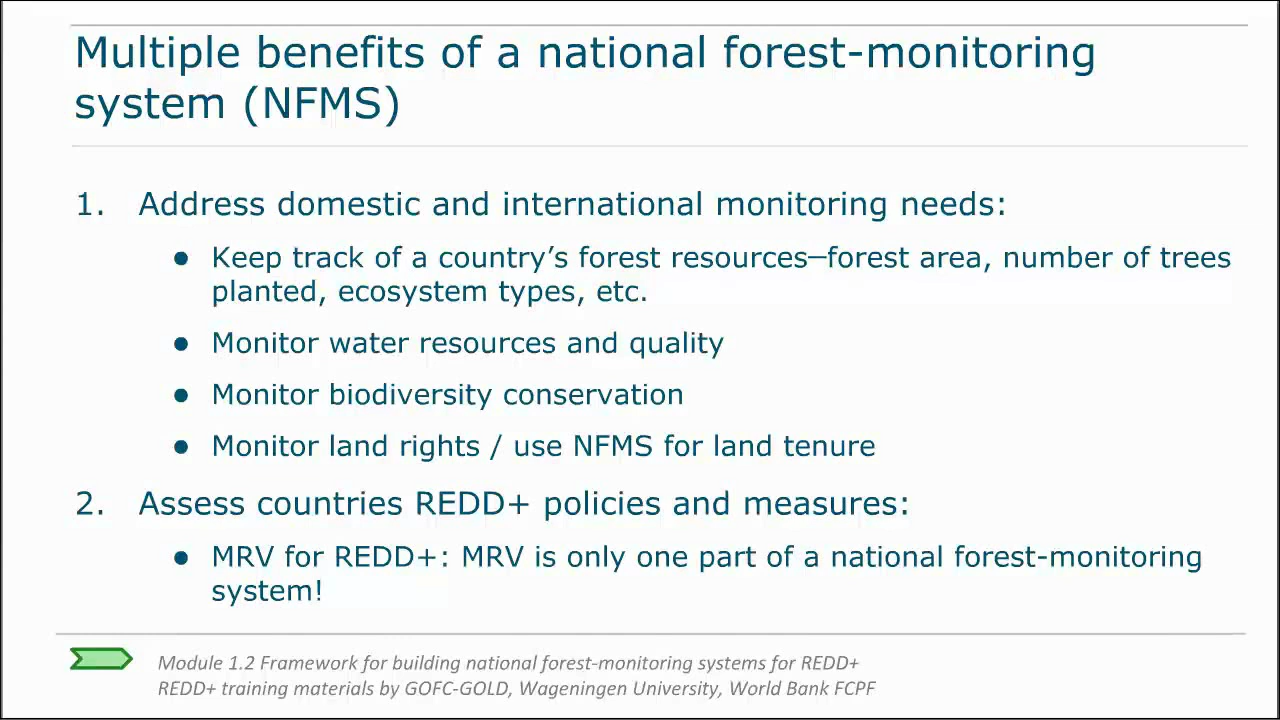 Multiple benefits of a national forest-monitoring
system (NFMS)
1. Address domestic and international monitoring needs:
● Keep track of a country’s forest resources—forest area, number of trees
planted, ecosystem types, etc.
● Monitor water resources and quality
● Monitor biodiversity conservation
● Monitor land rights / use NFMS for land tenure
2. Assess countries REDD+ policies and measures:
● MRV for REDD+: MRV is only one part of a national forest-monitoring
system!
Module 1.2 Framework for building national forest-monitoring systems for REDD+
REDD+ training materials by GOFC-GOLD, Wageningen University, World Bank FCPF